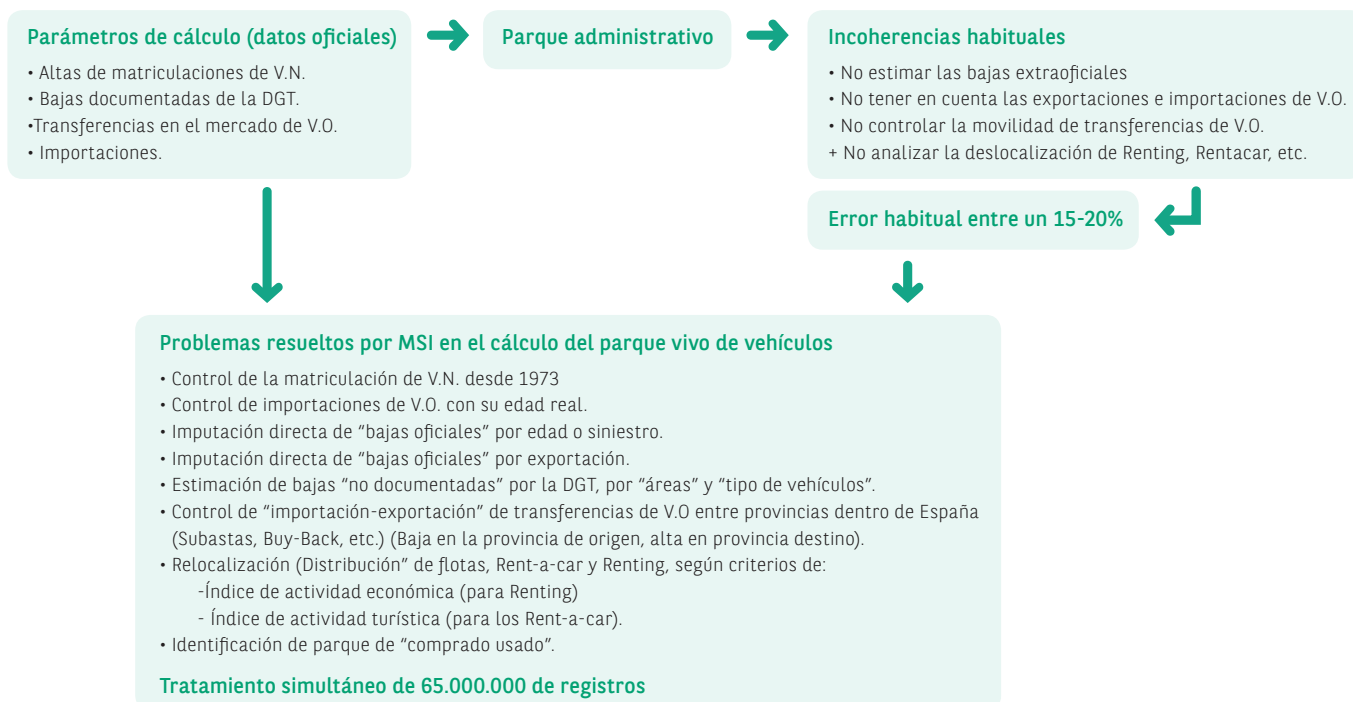 Parámetros de cálculo (datos oficiales)
• Altas de matriculaciones de V.N.
• Bajas documentadas de la DGT.
•Transferencias en el mercado de V.O.
• Importaciones.
Parque administrativo
Incoherencias habituales
• No estimar las bajas extraoficiales
• No tener en cuenta las exportaciones e importaciones de V.O.
• No controlar la movilidad de transferencias de V.O.
+ No analizar la deslocalización de Renting, Rentacar, etc.
Error habitual entre un 15-20%
Problemas resueltos por MSI en el cálculo del parque vivo de vehículos
• Control de la matriculación de V.N. desde 1973
• Control de importaciones de V.O. con su edad real.
• Imputación directa de “bajas oficiales” por edad o siniestro.
• Imputación directa de “bajas oficiales” por exportación.
• Estimación de bajas “no documentadas” por la DGT, por “áreas” y “tipo de vehículos”.
• Control de “importación-exportación” de transferencias de V.O entre provincias dentro de España
(Subastas, Buy-Back, etc.) (Baja en la provincia de origen, alta en provincia destino).
• Relocalización (Distribución” de flotas, Rent-a-car y Renting, según criterios de:
-Índice de actividad económica (para Renting)
- Índice de actividad turística (para los Rent-a-car).
• Identificación de parque de “comprado usado”.
Tratamiento simultáneo de 65.000.000 de registros